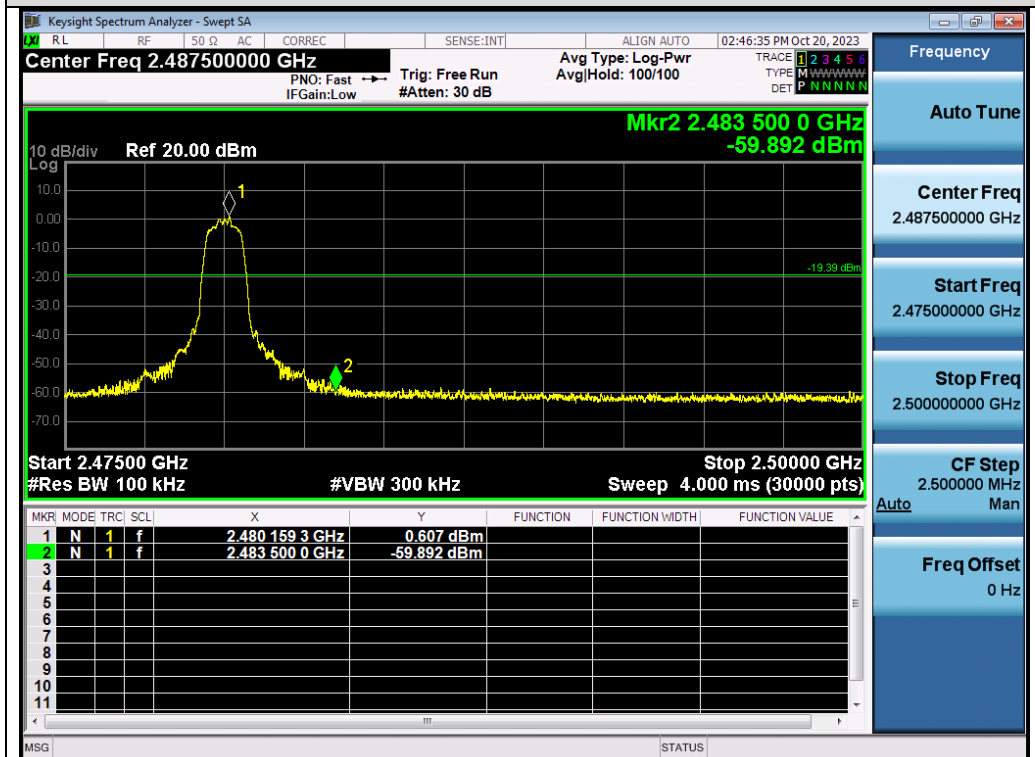 Keysight Spectrum Analyzer - Swept SA
LXI RL RF 50 Ω AC CORREC SENSE:INT ALIGN AUTO 02:46:35 PM Oct 20, 2023
Center Freq 2.487500000 GHz
PNO: Fast
IFGain:Low
Trig: Free Run
#Atten: 30 dB
Avg Type: Log-Pwr
Avg|Hold: 100/100
TRACE 1 2 3 4 5 6
TYPE M WWWWW
DET P N N N N N
Mkr2 2.483 500 0 GHz
-59.892 dBm
10 dB/div Ref 20.00 dBm
Log
10.0
0.00
-10.0
-20.0
-30.0
-40.0
-50.0
-60.0
-70.0
1
2
-19.39 dBm
Start 2.47500 GHz Stop 2.50000 GHz
#Res BW 100 kHz #VBW 300 kHz Sweep 4.000 ms (30000 pts)
MKR MODE TRC SCL X Y FUNCTION FUNCTION WIDTH FUNCTION VALUE
1 N 1 f 2.480 159 3 GHz 0.607 dBm
2 N 1 f 2.483 500 0 GHz -59.892 dBm
3
4
5
6
7
8
9
10
11
MSG STATUS
Frequency
Auto Tune
Center Freq
2.487500000 GHz
Start Freq
2.475000000 GHz
Stop Freq
2.500000000 GHz
CF Step
2.500000 MHz
Auto Man
Freq Offset
0 Hz